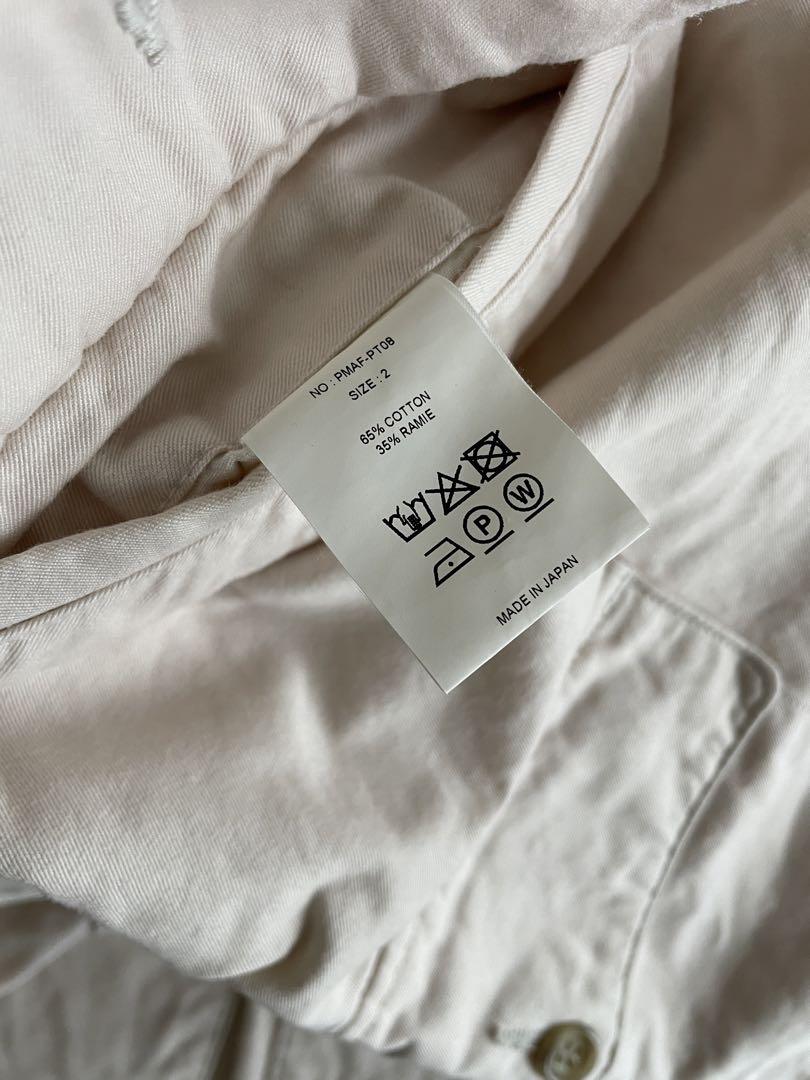 NO : PMAF-PT08
SIZE : 2
65% COTTON
35% RAMIE
P
W
MADE IN JAPAN